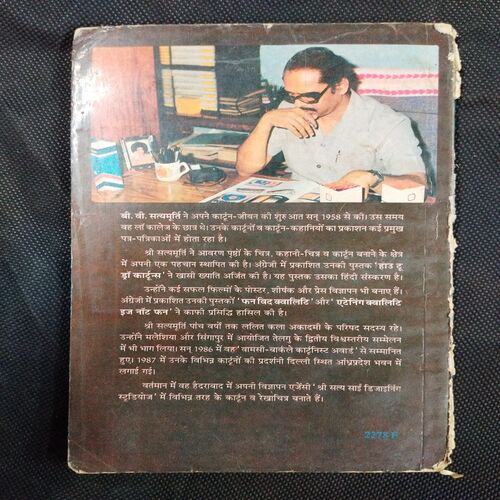 बी. वी. सत्यमूर्ति ने अपने कार्टून-जीवन की शुरुआत सन् 1958 से की। उस समय
वह लॉ कालेज के छात्र थे। उनके कार्टूनों व कार्टून-कहानियों का प्रकाशन कई प्रमुख
पत्र-पत्रिकाओं में होता रहा है।
श्री सत्यमूर्ति ने आवरण पृष्ठों के चित्र, कहानी-चित्र व कार्टून बनाने के क्षेत्र
में अपनी एक पहचान स्थापित की है। अंग्रेजी में प्रकाशित उनकी पुस्तक 'हाउ टू
ड्रॉ कार्टून्स' ने खासी ख्याति अर्जित की है। यह पुस्तक उसका हिंदी संस्करण है।
उन्होंने कई सफल फिल्मों के पोस्टर, शीर्षक और प्रेस विज्ञापन भी बनाए हैं।
अंग्रेजी में प्रकाशित उनकी पुस्तकों 'फन विद क्वालिटि' और 'एटेनिंग क्वालिटि
इज नॉट फन' ने काफी प्रसिद्धि हासिल की है।
श्री सत्यमूर्ति पांच वर्षों तक ललित कला अकादमी के परिषद सदस्य रहे।
उन्होंने मलेशिया और सिंगापुर में आयोजित तेलगु के द्वितीय विश्वस्तरीय सम्मेलन
में भी भाग लिया। सन् 1986 में वह 'वामसी-बार्कले कार्टूनिस्ट अवार्ड' से सम्मानित
हुए। 1987 में उनके विभिन्न कार्टूनों की प्रदर्शनी दिल्ली स्थित आंध्रप्रदेश भवन में
लगाई गई।
वर्तमान में वह हैदराबाद में अपनी विज्ञापन एजेंसी 'श्री सत्य साईं डिजाइनिंग
स्टूडियोज' में विभिन्न तरह के कार्टून व रेखाचित्र बनाते हैं।
2278 F